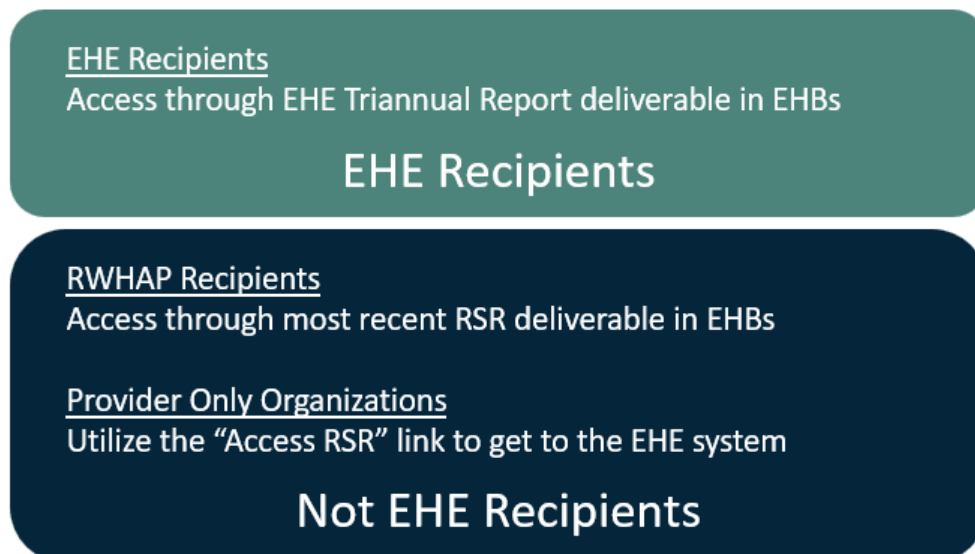 EHE Recipients
Access through EHE Triannual Report deliverable in EHBs
EHE Recipients
RWHAP Recipients
Access through most recent RSR deliverable in EHBs
Provider Only Organizations
Utilize the “Access RSR” link to get to the EHE system
Not EHE Recipients